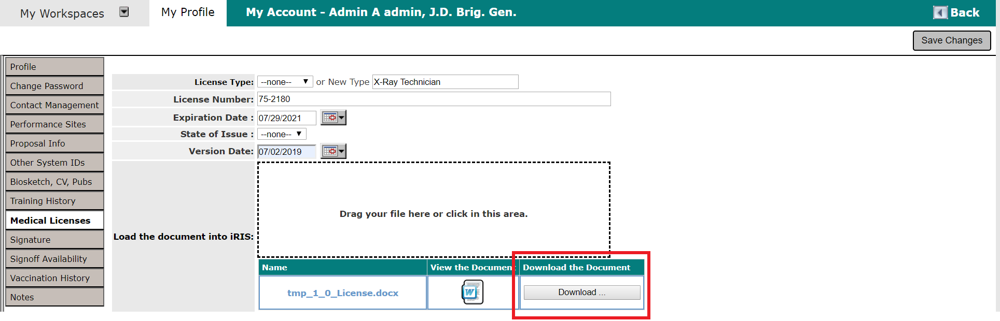 My Workspaces My Profile My Account - Admin A admin, J.D. Brig. Gen. Back
Save Changes
Profile
Change Password
Contact Management
Performance Sites
Proposal Info
Other System IDs
Biosketch, CV, Pubs
Training History
Medical Licenses
Signature
Signoff Availability
Vaccination History
Notes
License Type: --none-- or New Type X-Ray Technician
License Number: 75-2180
Expiration Date : 07/29/2021
State of Issue : --none--
Version Date: 07/02/2019
Load the document into iRIS:
Drag your file here or click in this area.
Name View the Document Download the Document
tmp_1_0_License.docx W Download ...